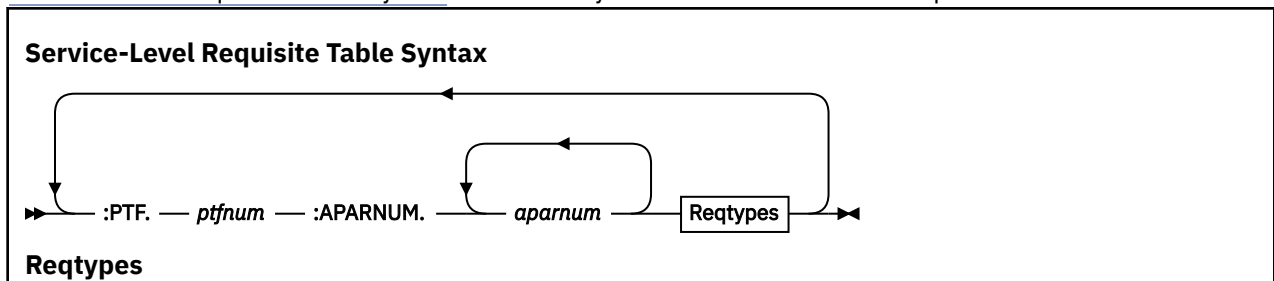 Service-Level Requisite Table Syntax
:PTF. ptfnum :APARNUM. aparnum Reqtypes
Reqtypes